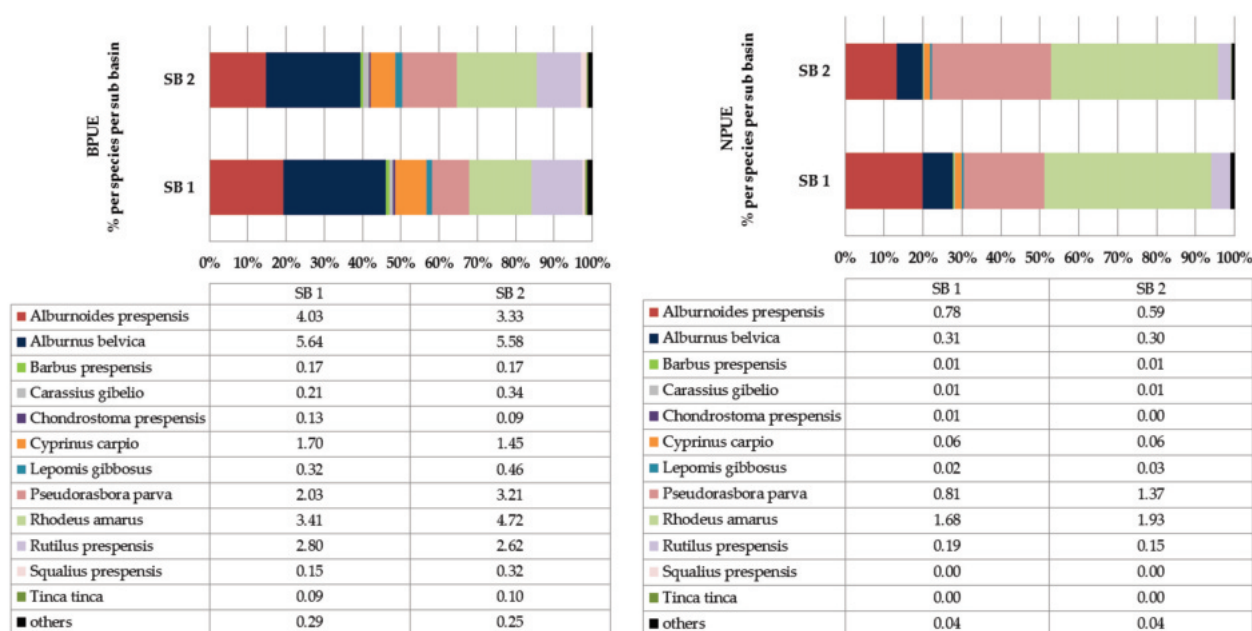 BPUE
% per species per sub basin
SB 2
SB 1
0% 10% 20% 30% 40% 50% 60% 70% 80% 90% 100%
SB 1 SB 2
Alburnoides prespensis 4.03 3.33
Alburnus belvica 5.64 5.58
Barbus prespensis 0.17 0.17
Carassius gibelio 0.21 0.34
Chondrostoma prespensis 0.13 0.09
Cyprinus carpio 1.70 1.45
Lepomis gibbosus 0.32 0.46
Pseudorasbora parva 2.03 3.21
Rhodeus amarus 3.41 4.72
Rutilus prespensis 2.80 2.62
Squalius prespensis 0.15 0.32
Tinca tinca 0.09 0.10
others 0.29 0.25
NPUE
% per species per sub basin
SB 2
SB 1
0% 10% 20% 30% 40% 50% 60% 70% 80% 90% 100%
SB 1 SB 2
Alburnoides prespensis 0.78 0.59
Alburnus belvica 0.31 0.30
Barbus prespensis 0.01 0.01
Carassius gibelio 0.01 0.01
Chondrostoma prespensis 0.01 0.00
Cyprinus carpio 0.06 0.06
Lepomis gibbosus 0.02 0.03
Pseudorasbora parva 0.81 1.37
Rhodeus amarus 1.68 1.93
Rutilus prespensis 0.19 0.15
Squalius prespensis 0.00 0.00
Tinca tinca 0.00 0.00
others 0.04 0.04